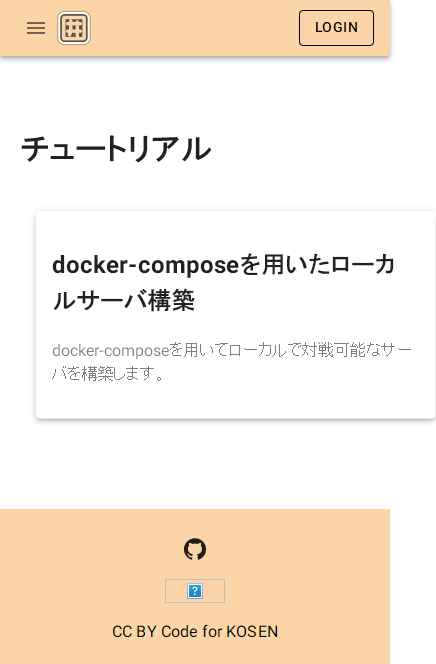 LOGIN
チュートリアル
docker-composeを用いたローカ
ルサーバ構築
docker-composeを用いてローカルで対戦可能なサー
バを構築します。
CC BY Code for KOSEN